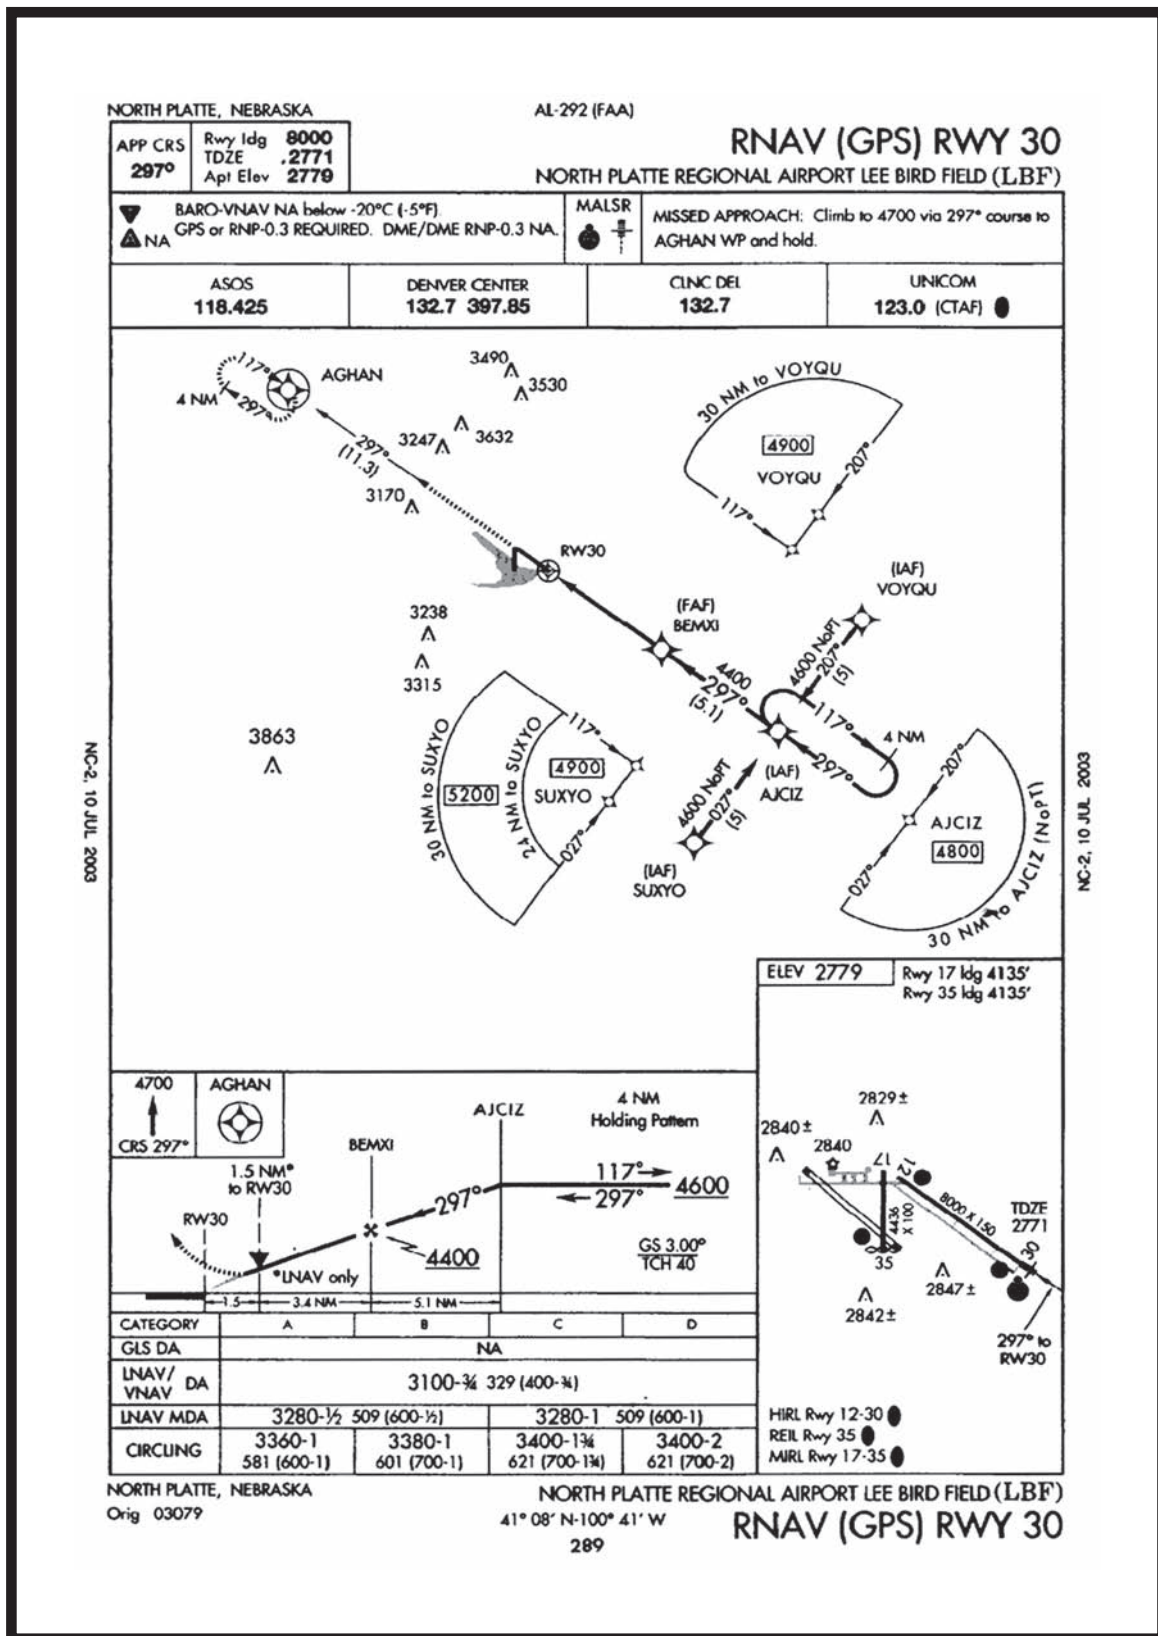 NORTH PLATTE, NEBRASKA
AL-292 (FAA)
RNAV (GPS) RWY 30
NORTH PLATTE REGIONAL AIRPORT LEE BIRD FIELD (LBF)
APP CRS
297°
Rwy ldg 8000
TDZE .2771
Apt Elev 2779
BARO-VNAV NA below -20°C (-5°F).
GPS or RNP-0.3 REQUIRED. DME/DME RNP-0.3 NA.
NA
MALSR
MISSED APPROACH: Climb to 4700 via 297° course to
AGHAN WP and hold.
ASOS
118.425
DENVER CENTER
132.7 397.85
CLNC DEL
132.7
UNICOM
123.0 (CTAF)
117°
AGHAN
4 NM
297°
297°
(11.3)
3490
3530
3632
3247
3170
30 NM to VOYQU
4900
VOYQU
207°
117°
RW30
(IAF)
VOYQU
(FAF)
BEMXI
4600 NoPT
207°
(5)
4400
297°
(5.1)
117°
4 NM
297°
(IAF)
AJCIZ
3238
3315
3863
30 NM to SUXYO
5200
24 NM to SUXYO
4900
SUXYO
117°
027°
4600 NoPT
027°
(5)
(IAF)
SUXYO
207°
AJCIZ
4800
027°
30 NM to AJCIZ (NoPT)
NC-2, 10 JUL 2003
NC-2, 10 JUL 2003
ELEV 2779
Rwy 17 ldg 4135'
Rwy 35 ldg 4135'
2829±
2840±
2840
17
12
8000 X 150
4436
X 100
TDZE
2771
30
35
2847±
2842±
297° to
RW30
HIRL Rwy 12-30
REIL Rwy 35
MIRL Rwy 17-35
4700
CRS 297°
AGHAN
4 NM
Holding Pattern
AJCIZ
BEMXI
1.5 NM*
to RW30
RW30
117°
297°
4600
297°
4400
GS 3.00°
TCH 40
*LNAV only
1.5
3.4 NM
5.1 NM
CATEGORY A B C D
GLS DA NA
LNAV/
VNAV DA 3100-¾ 329 (400-¾)
LNAV MDA 3280-½ 509 (600-½) 3280-1 509 (600-1)
CIRCLING 3360-1 3380-1 3400-1¾ 3400-2
581 (600-1) 601 (700-1) 621 (700-1¾) 621 (700-2)
NORTH PLATTE, NEBRASKA
Orig 03079
41° 08' N-100° 41' W
289
NORTH PLATTE REGIONAL AIRPORT LEE BIRD FIELD (LBF)
RNAV (GPS) RWY 30